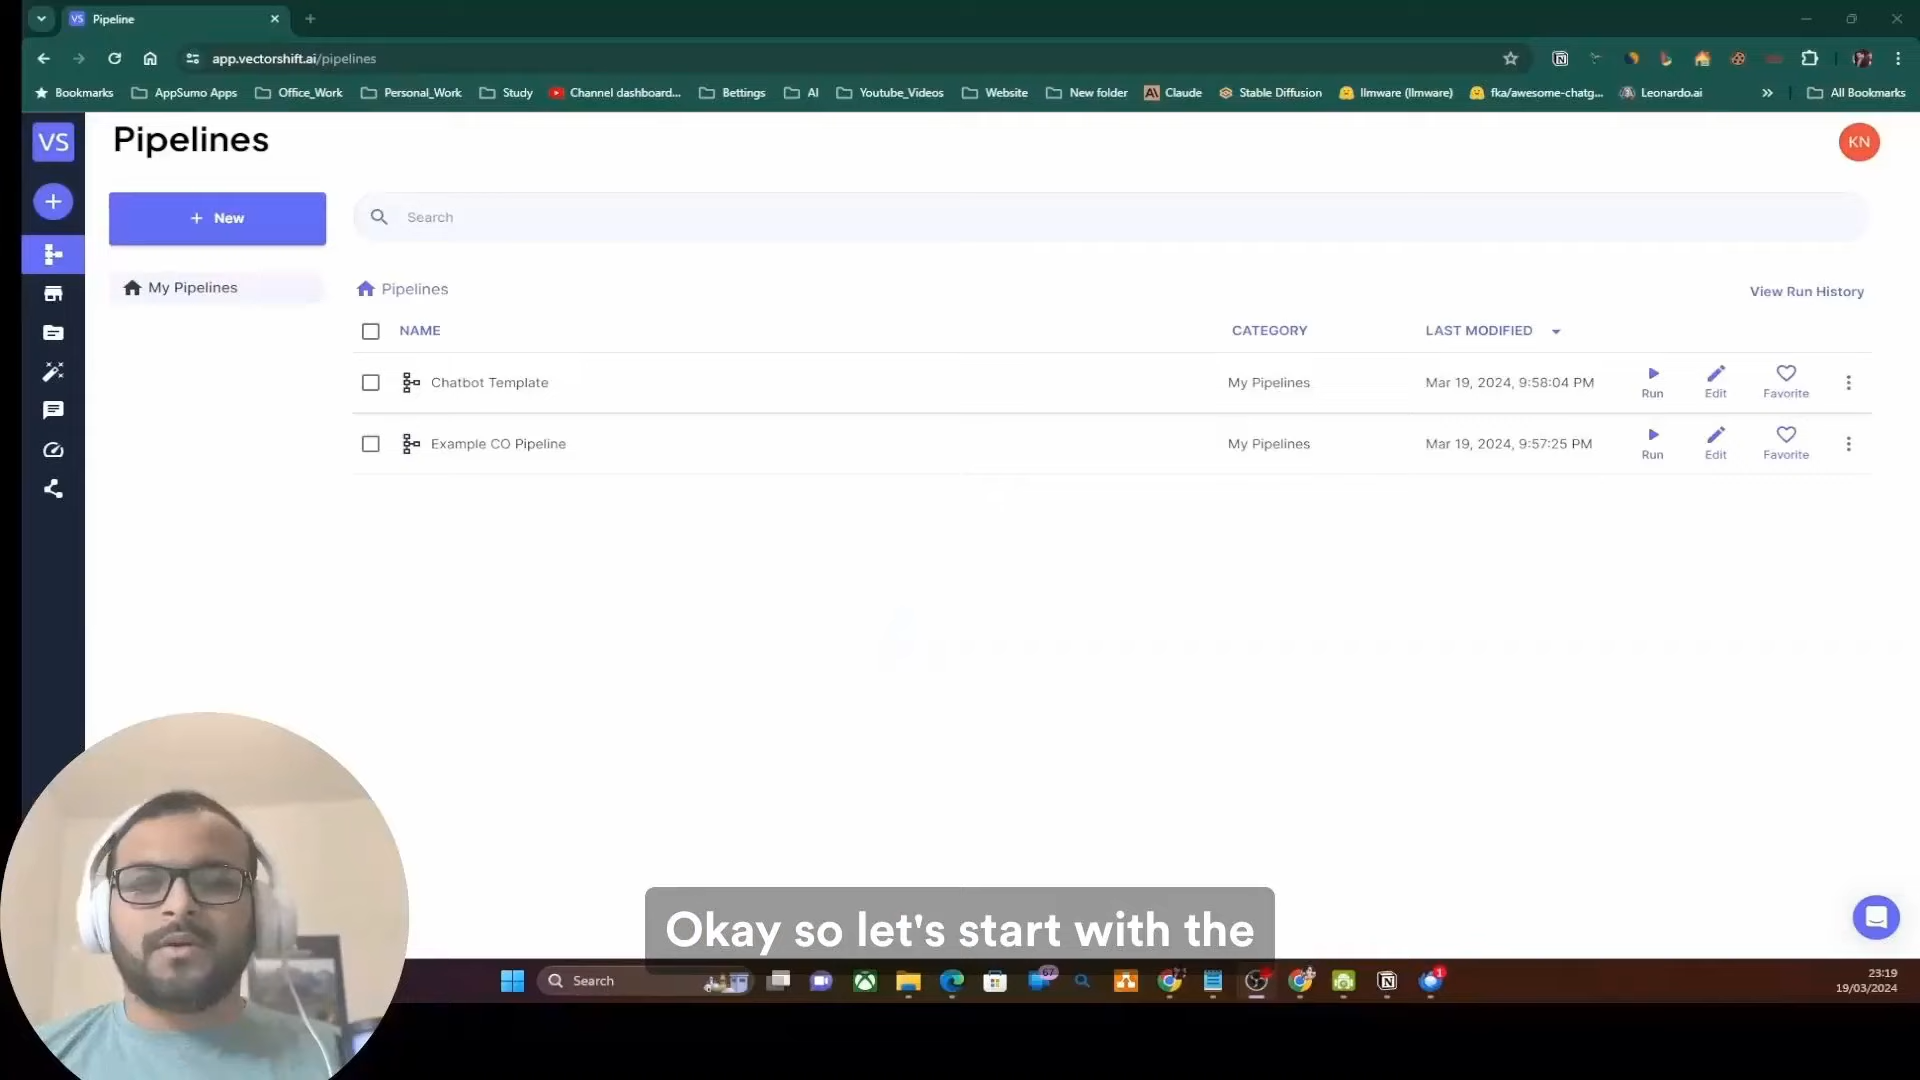 VS Pipeline
app.vectorshift.ai/pipelines
Bookmarks AppSumo Apps Office_Work Personal_Work Study Channel dashboard... Bettings AI Youtube_Videos Website New folder Claude Stable Diffusion llmware (llmware) fka/awesome-chatg... Leonardo.ai All Bookmarks
VS Pipelines KN
+ New Search
My Pipelines
Pipelines View Run History
NAME CATEGORY LAST MODIFIED
Chatbot Template My Pipelines Mar 19, 2024, 9:58:04 PM Run Edit Favorite
Example CO Pipeline My Pipelines Mar 19, 2024, 9:57:25 PM Run Edit Favorite
Okay so let's start with the
Search 67 1 23:19
19/03/2024